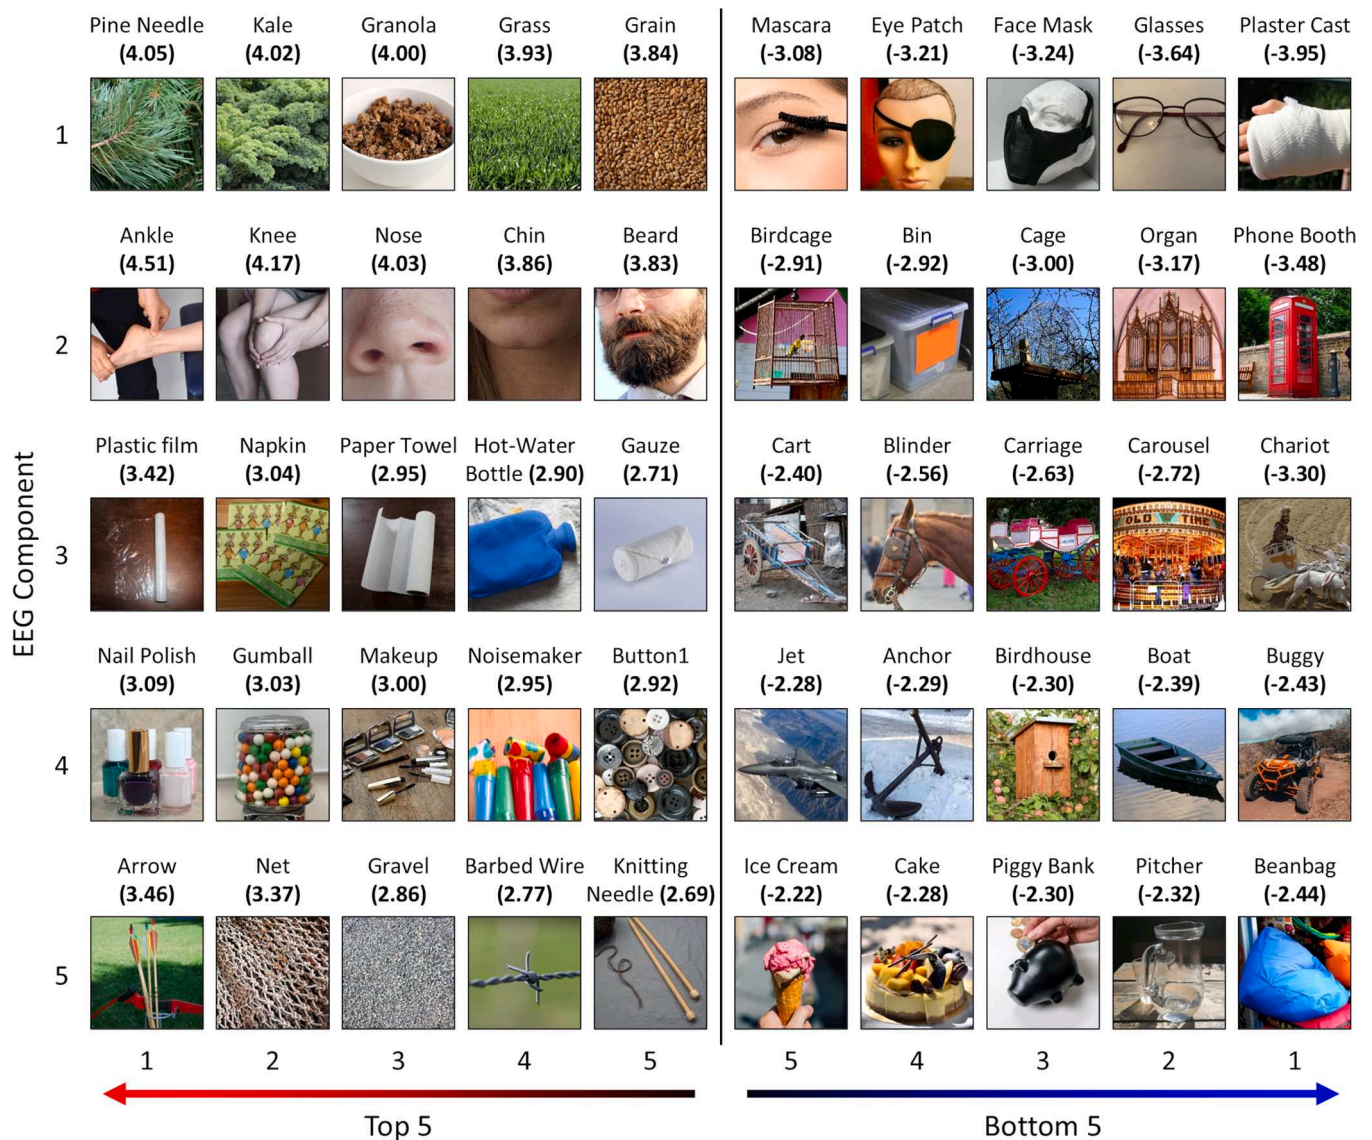 Pine Needle Kale Granola Grass Grain Mascara Eye Patch Face Mask Glasses Plaster Cast
(4.05) (4.02) (4.00) (3.93) (3.84) (-3.08) (-3.21) (-3.24) (-3.64) (-3.95)
1
Ankle Knee Nose Chin Beard Birdcage Bin Cage Organ Phone Booth
(4.51) (4.17) (4.03) (3.86) (3.83) (-2.91) (-2.92) (-3.00) (-3.17) (-3.48)
2
EEG Component
Plastic film Napkin Paper Towel Hot-Water Gauze Cart Blinder Carriage Carousel Chariot
(3.42) (3.04) (2.95) Bottle (2.90) (2.71) (-2.40) (-2.56) (-2.63) (-2.72) (-3.30)
OLD TIME
3
Nail Polish Gumball Makeup Noisemaker Button1 Jet Anchor Birdhouse Boat Buggy
(3.09) (3.03) (3.00) (2.95) (2.92) (-2.28) (-2.29) (-2.30) (-2.39) (-2.43)
4
Arrow Net Gravel Barbed Wire Knitting Ice Cream Cake Piggy Bank Pitcher Beanbag
(3.46) (3.37) (2.86) (2.77) Needle (2.69) (-2.22) (-2.28) (-2.30) (-2.32) (-2.44)
5
1 2 3 4 5 5 4 3 2 1
Top 5 Bottom 5